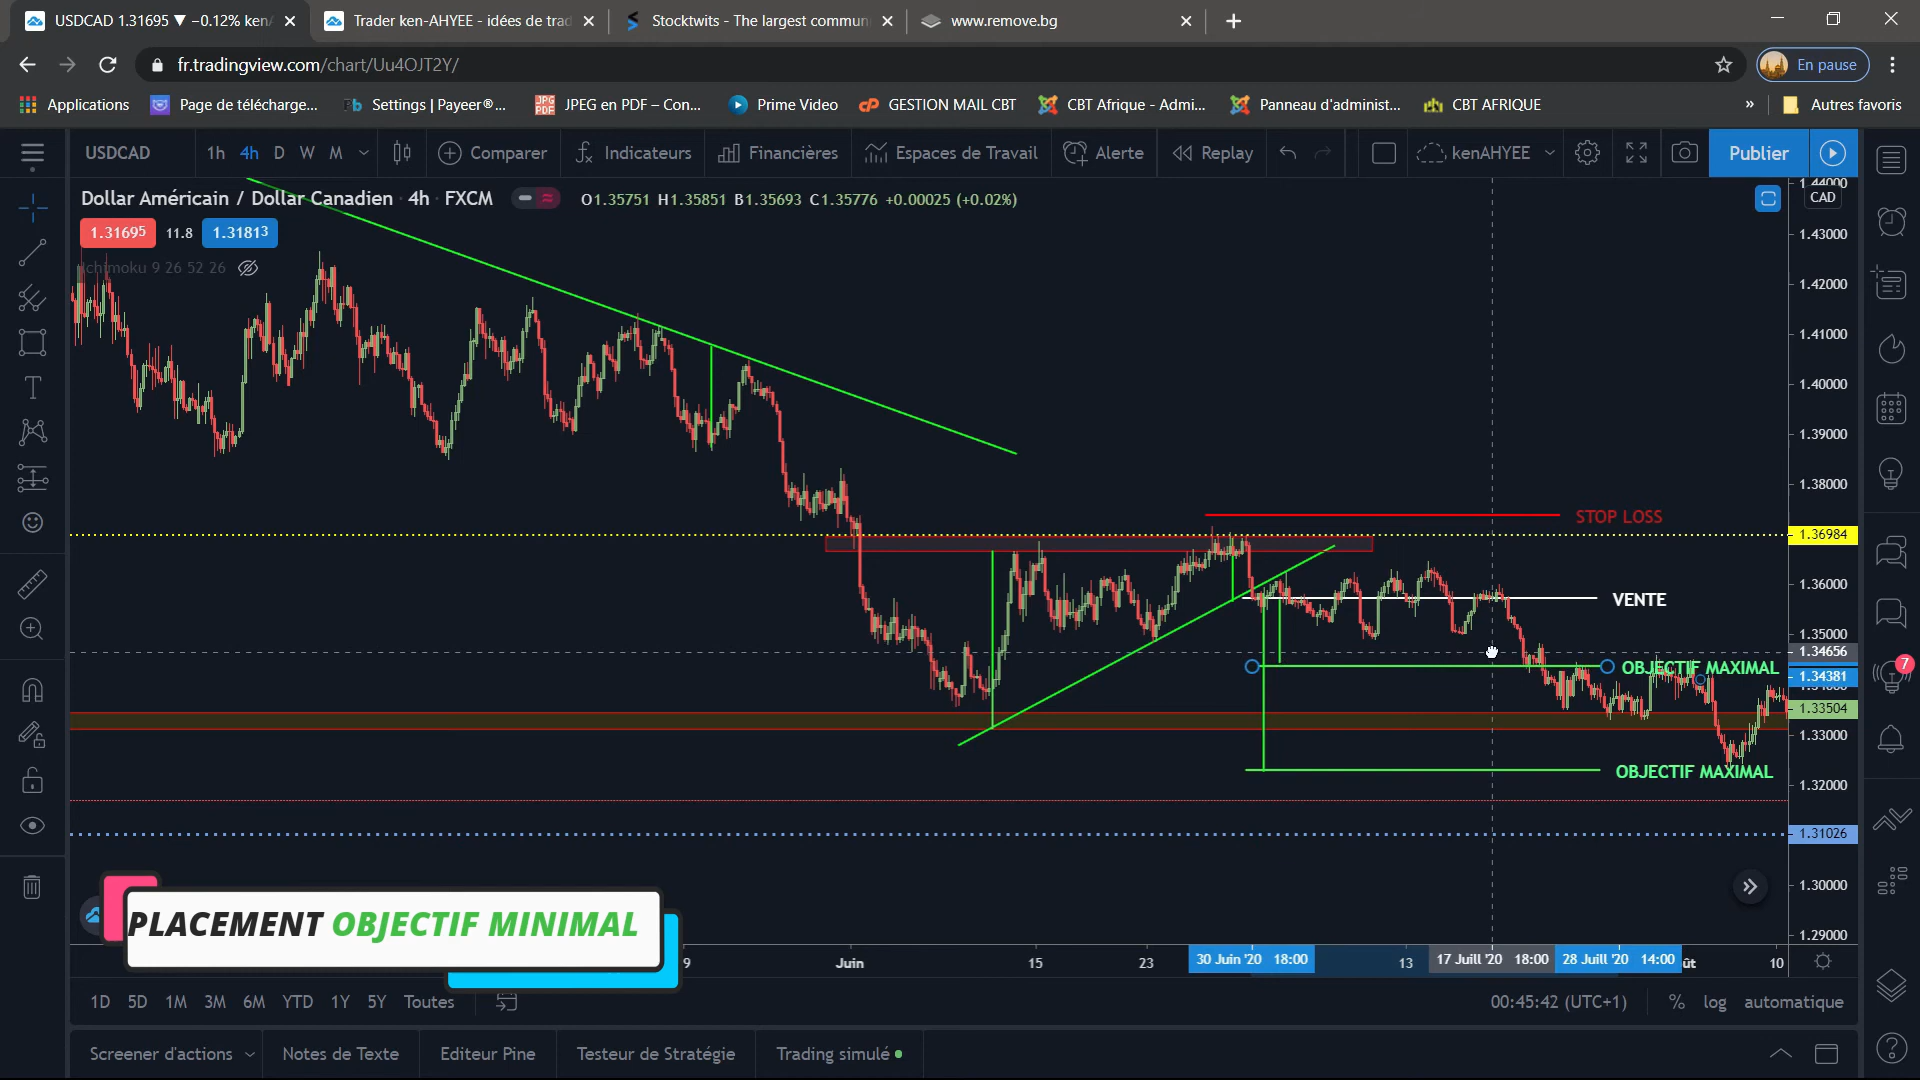 USDCAD 1.31695 ▼ −0.12% ken
Trader ken-AHYEE - idées de trad
Stocktwits - The largest commun
www.remove.bg
fr.tradingview.com/chart/Uu4OJT2Y/
En pause
Applications
Page de télécharge...
Settings | Payeer®...
JPEG en PDF – Con...
Prime Video
GESTION MAIL CBT
CBT Afrique - Admi...
Panneau d'administ...
CBT AFRIQUE
»
Autres favoris
USDCAD
1h 4h D W M
Comparer
Indicateurs
Financières
Espaces de Travail
Alerte
Replay
kenAHYEE
Publier
Dollar Américain / Dollar Canadien · 4h · FXCM
O1.35751 H1.35851 B1.35693 C1.35776 +0.00025 (+0.02%)
1.31695 11.8 1.31813
Ichimoku 9 26 52 26
1.44000
CAD
1.43000
1.42000
1.41000
1.40000
1.39000
1.38000
STOP LOSS
1.36984
1.36000
VENTE
1.35000
1.34656
OBJECTIF MAXIMAL
1.34381
7
1.33504
1.33000
OBJECTIF MAXIMAL
1.32000
1.31026
1.30000
1.29000
PLACEMENT OBJECTIF MINIMAL
9
Juin
15
23
30 Juin '20 18:00
13
17 Juill '20 18:00
28 Juill '20 14:00
ût
10
1D 5D 1M 3M 6M YTD 1Y 5Y Toutes
00:45:42 (UTC+1)
% log automatique
Screener d'actions
Notes de Texte
Editeur Pine
Testeur de Stratégie
Trading simulé